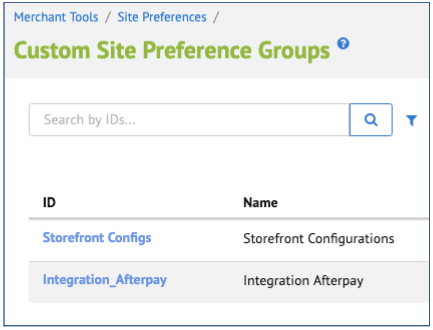 Merchant Tools / Site Preferences /
Custom Site Preference Groups ?
Search by IDs...
ID Name
Storefront Configs Storefront Configurations
Integration_Afterpay Integration Afterpay